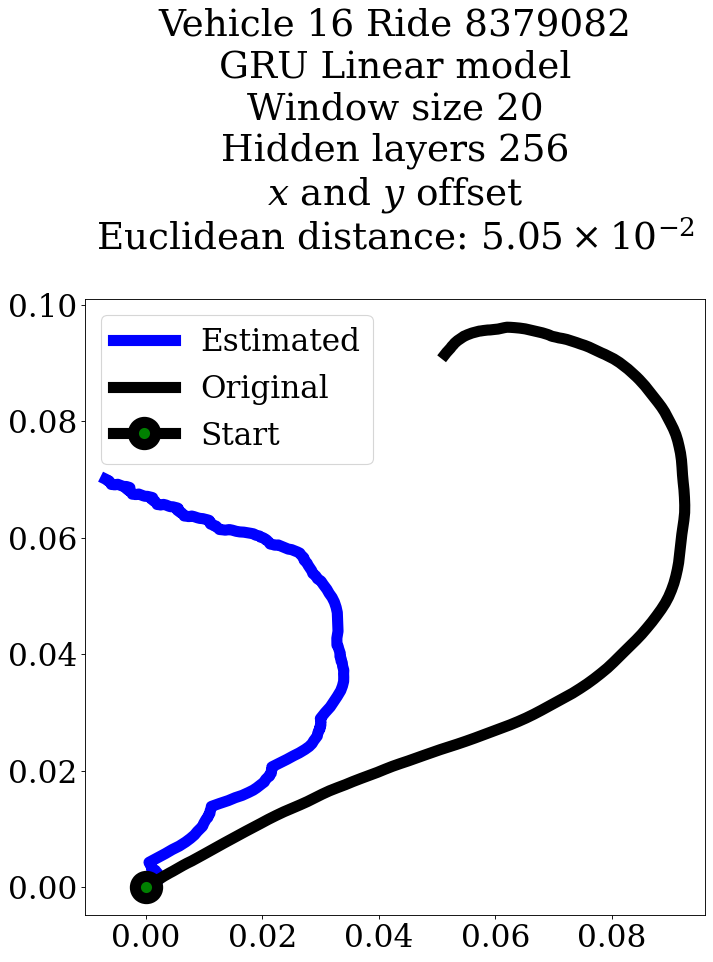 Vehicle 16 Ride 8379082
GRU Linear model
Window size 20
Hidden layers 256
x and y offset
Euclidean distance: 5.05 × 10⁻²
Estimated
Original
Start
0.10
0.08
0.06
0.04
0.02
0.00
0.00 0.02 0.04 0.06 0.08